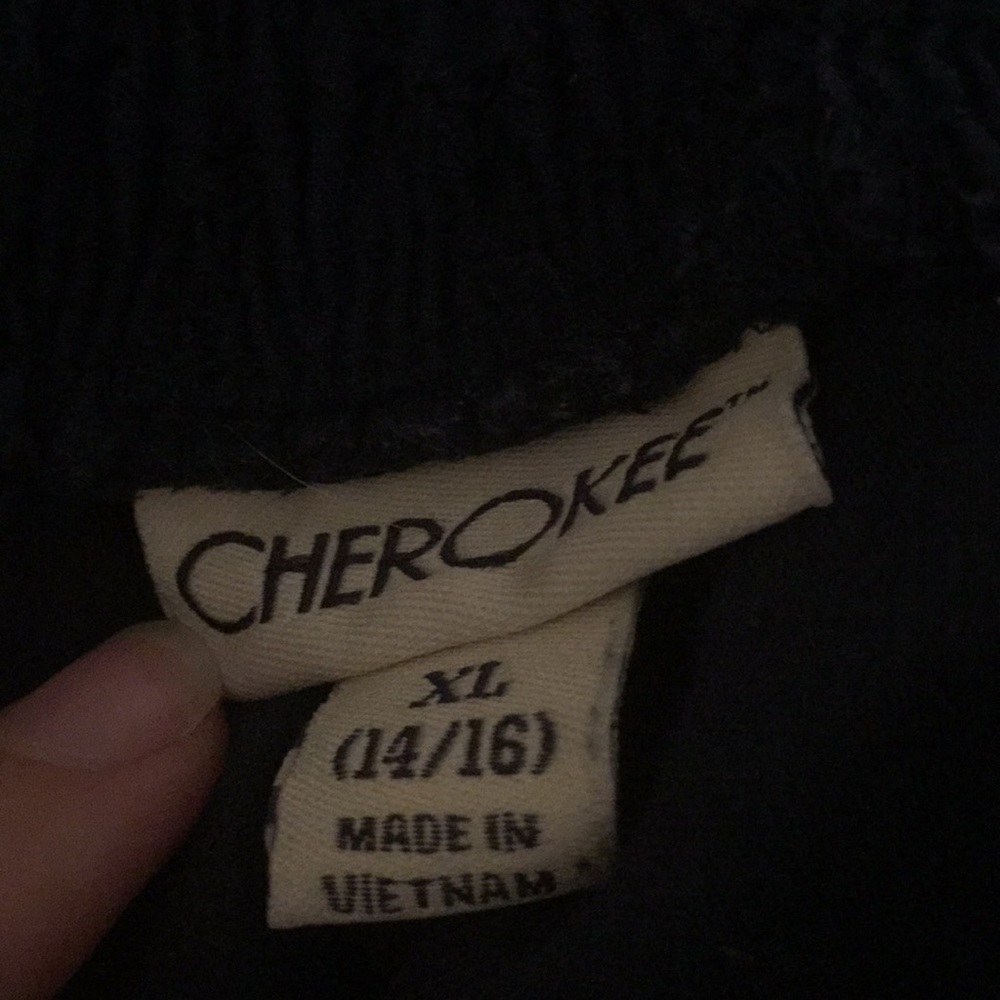 CHEROKEE™
XL
(14/16)
MADE IN
VIETNAM